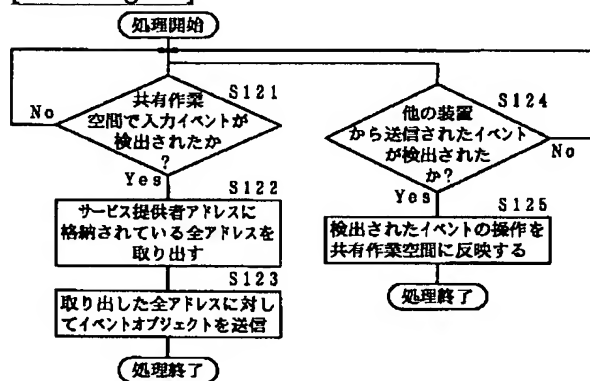 処理開始
S121
共有作業
空間で入力イベントが
検出されたか
?
No
Yes
S122
サービス提供者アドレスに
格納されている全アドレスを
取り出す
S123
取り出した全アドレスに対し
てイベントオブジェクトを送信
処理終了
S124
他の装置
から送信されたイベント
が検出された
か?
No
Yes
S125
検出されたイベントの操作を
共有作業空間に反映する
処理終了